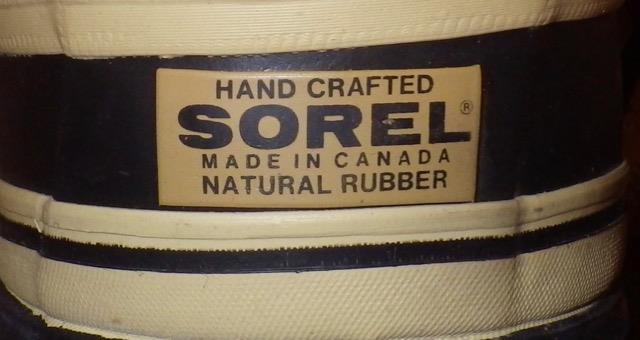 HAND CRAFTED
SOREL®
MADE IN CANADA
NATURAL RUBBER